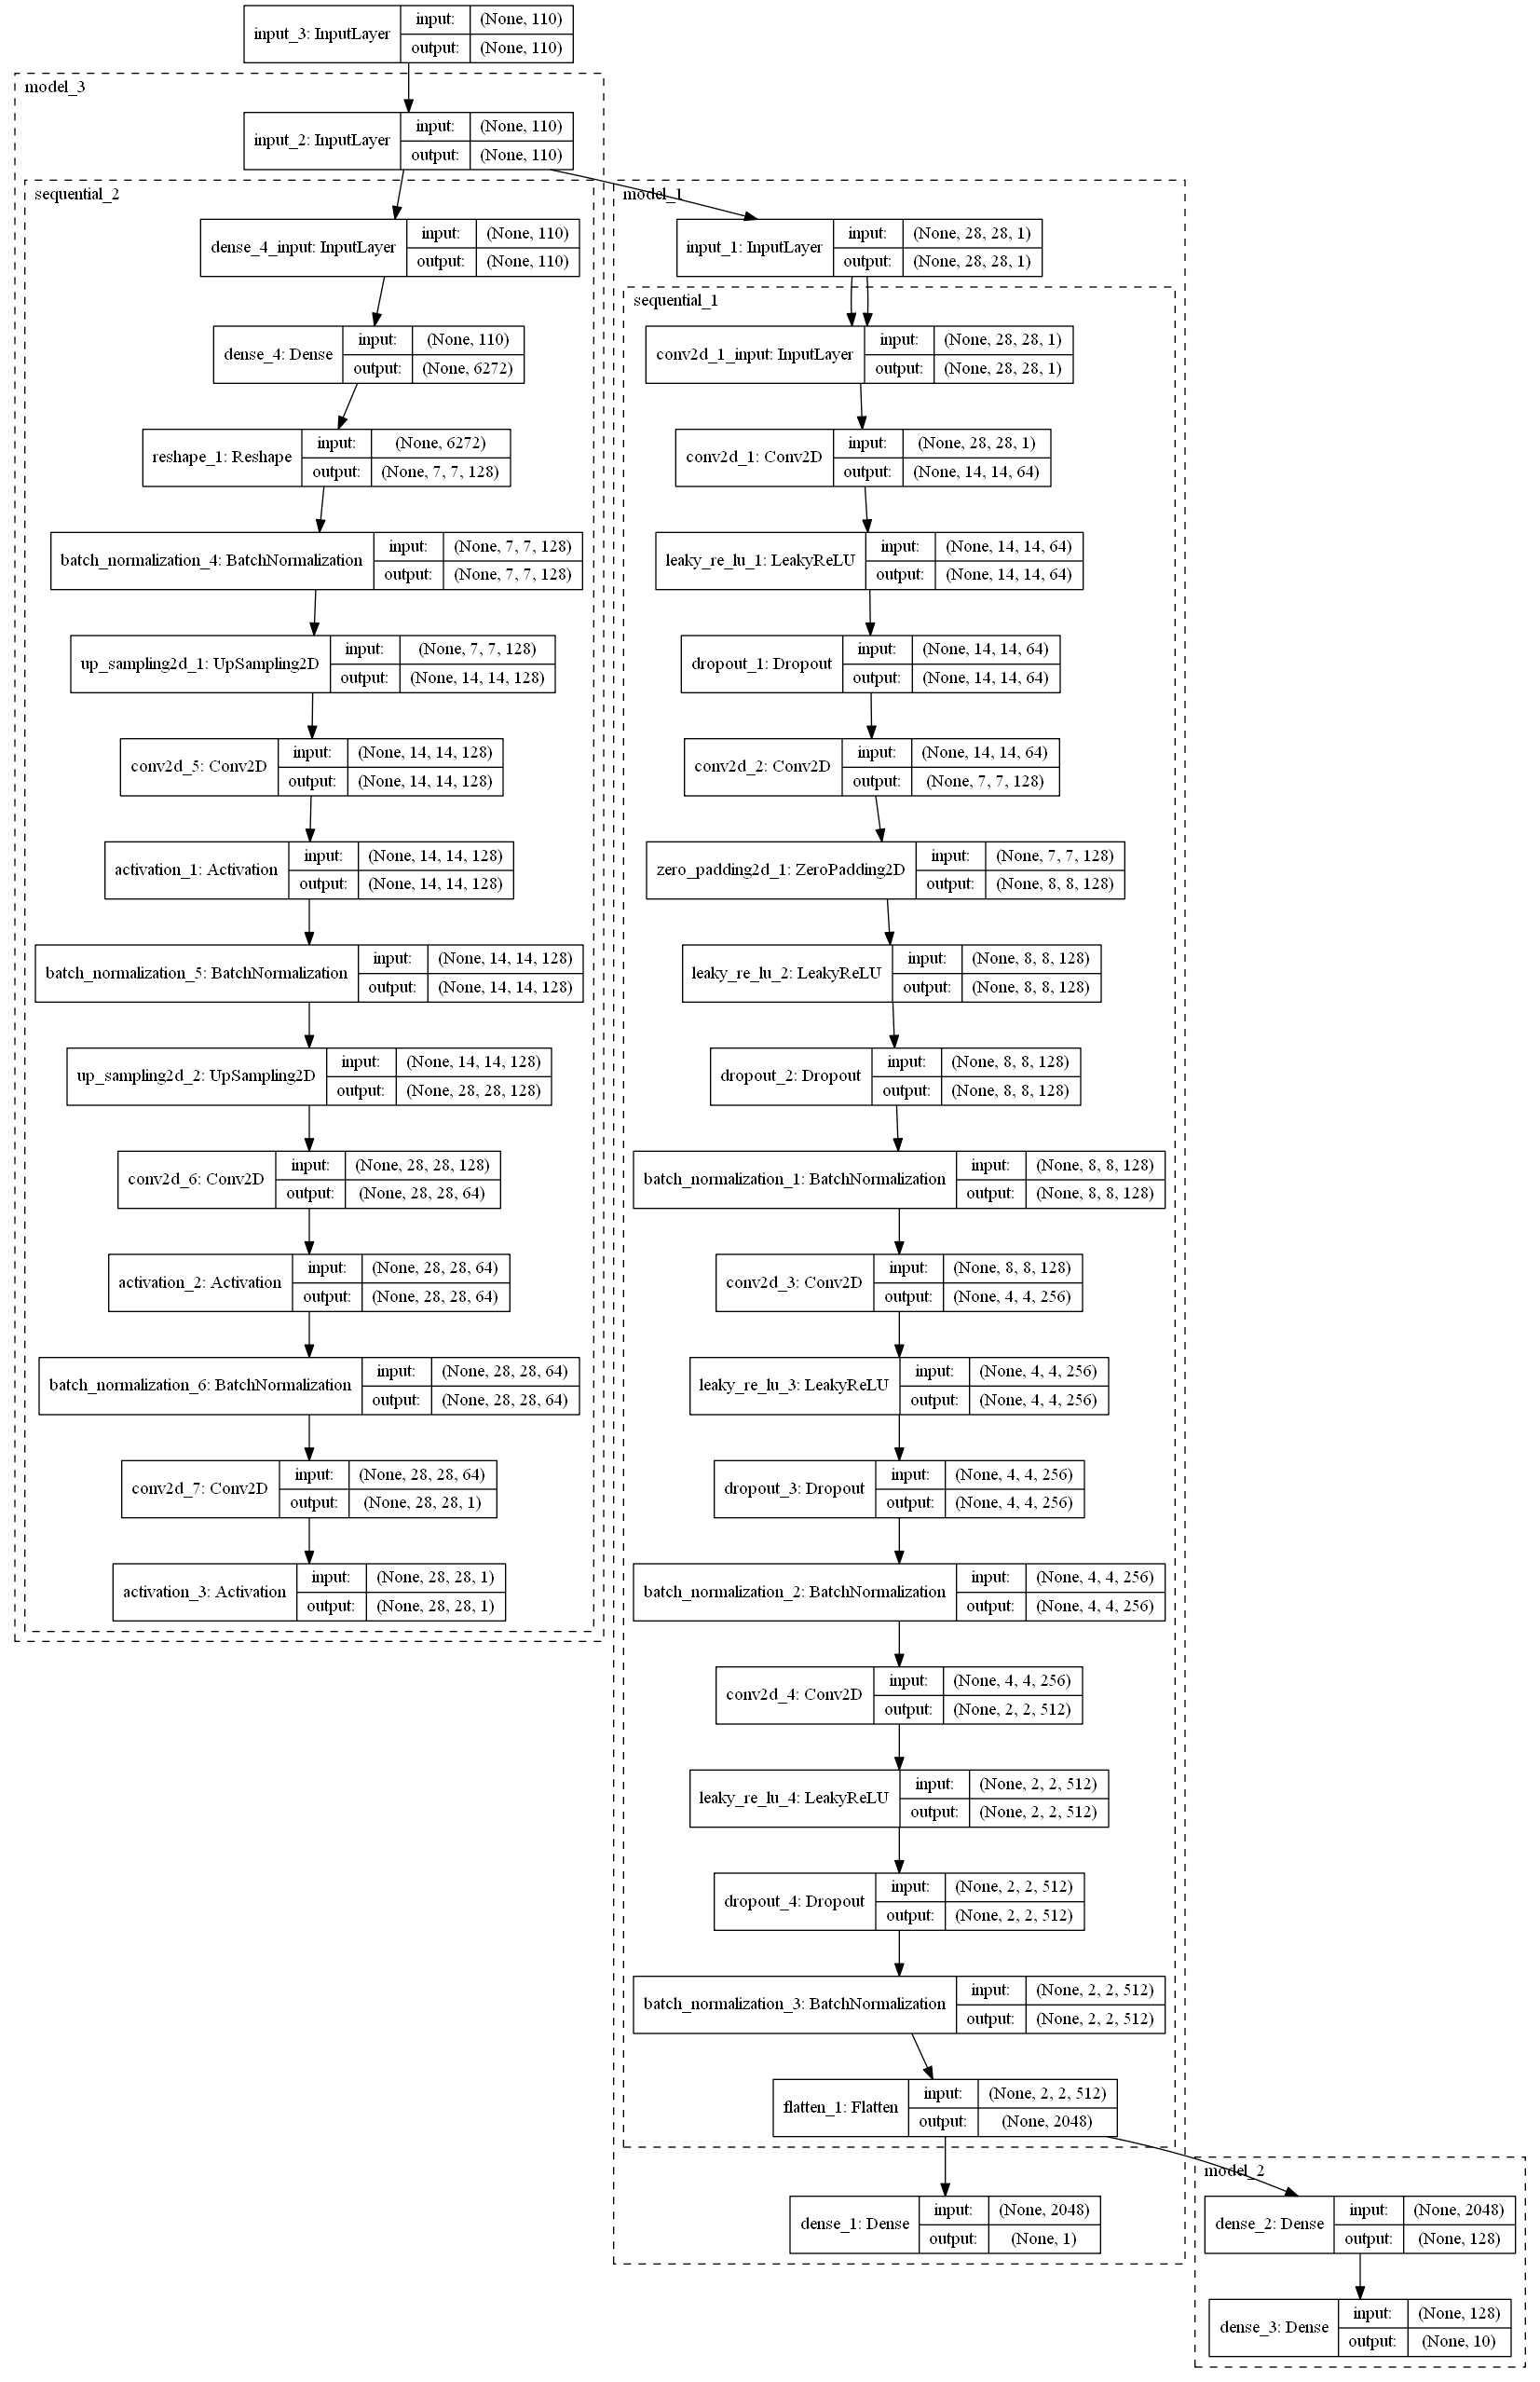 input_3: InputLayer
input: (None, 110)
output: (None, 110)
model_3
input_2: InputLayer
input: (None, 110)
output: (None, 110)
sequential_2
dense_4_input: InputLayer
input: (None, 110)
output: (None, 110)
dense_4: Dense
input: (None, 110)
output: (None, 6272)
reshape_1: Reshape
input: (None, 6272)
output: (None, 7, 7, 128)
batch_normalization_4: BatchNormalization
input: (None, 7, 7, 128)
output: (None, 7, 7, 128)
up_sampling2d_1: UpSampling2D
input: (None, 7, 7, 128)
output: (None, 14, 14, 128)
conv2d_5: Conv2D
input: (None, 14, 14, 128)
output: (None, 14, 14, 128)
activation_1: Activation
input: (None, 14, 14, 128)
output: (None, 14, 14, 128)
batch_normalization_5: BatchNormalization
input: (None, 14, 14, 128)
output: (None, 14, 14, 128)
up_sampling2d_2: UpSampling2D
input: (None, 14, 14, 128)
output: (None, 28, 28, 128)
conv2d_6: Conv2D
input: (None, 28, 28, 128)
output: (None, 28, 28, 64)
activation_2: Activation
input: (None, 28, 28, 64)
output: (None, 28, 28, 64)
batch_normalization_6: BatchNormalization
input: (None, 28, 28, 64)
output: (None, 28, 28, 64)
conv2d_7: Conv2D
input: (None, 28, 28, 64)
output: (None, 28, 28, 1)
activation_3: Activation
input: (None, 28, 28, 1)
output: (None, 28, 28, 1)
model_1
input_1: InputLayer
input: (None, 28, 28, 1)
output: (None, 28, 28, 1)
sequential_1
conv2d_1_input: InputLayer
input: (None, 28, 28, 1)
output: (None, 28, 28, 1)
conv2d_1: Conv2D
input: (None, 28, 28, 1)
output: (None, 14, 14, 64)
leaky_re_lu_1: LeakyReLU
input: (None, 14, 14, 64)
output: (None, 14, 14, 64)
dropout_1: Dropout
input: (None, 14, 14, 64)
output: (None, 14, 14, 64)
conv2d_2: Conv2D
input: (None, 14, 14, 64)
output: (None, 7, 7, 128)
zero_padding2d_1: ZeroPadding2D
input: (None, 7, 7, 128)
output: (None, 8, 8, 128)
leaky_re_lu_2: LeakyReLU
input: (None, 8, 8, 128)
output: (None, 8, 8, 128)
dropout_2: Dropout
input: (None, 8, 8, 128)
output: (None, 8, 8, 128)
batch_normalization_1: BatchNormalization
input: (None, 8, 8, 128)
output: (None, 8, 8, 128)
conv2d_3: Conv2D
input: (None, 8, 8, 128)
output: (None, 4, 4, 256)
leaky_re_lu_3: LeakyReLU
input: (None, 4, 4, 256)
output: (None, 4, 4, 256)
dropout_3: Dropout
input: (None, 4, 4, 256)
output: (None, 4, 4, 256)
batch_normalization_2: BatchNormalization
input: (None, 4, 4, 256)
output: (None, 4, 4, 256)
conv2d_4: Conv2D
input: (None, 4, 4, 256)
output: (None, 2, 2, 512)
leaky_re_lu_4: LeakyReLU
input: (None, 2, 2, 512)
output: (None, 2, 2, 512)
dropout_4: Dropout
input: (None, 2, 2, 512)
output: (None, 2, 2, 512)
batch_normalization_3: BatchNormalization
input: (None, 2, 2, 512)
output: (None, 2, 2, 512)
flatten_1: Flatten
input: (None, 2, 2, 512)
output: (None, 2048)
dense_1: Dense
input: (None, 2048)
output: (None, 1)
model_2
dense_2: Dense
input: (None, 2048)
output: (None, 128)
dense_3: Dense
input: (None, 128)
output: (None, 10)